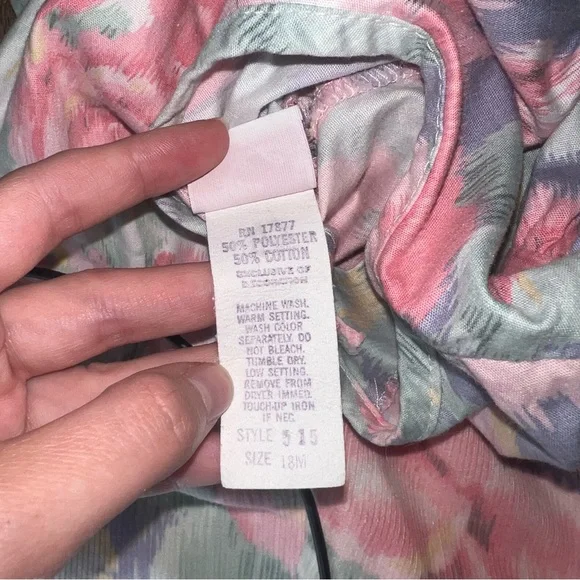 RN 17877
50% POLYESTER
50% COTTON
EXCLUSIVE OF
DECORATION
MACHINE WASH.
WARM SETTING.
WASH COLOR
SEPARATELY. DO
NOT BLEACH.
TUMBLE DRY.
LOW SETTING.
REMOVE FROM
DRYER IMMED.
TOUCH-UP IRON
IF NEC.
STYLE 515
SIZE 18M